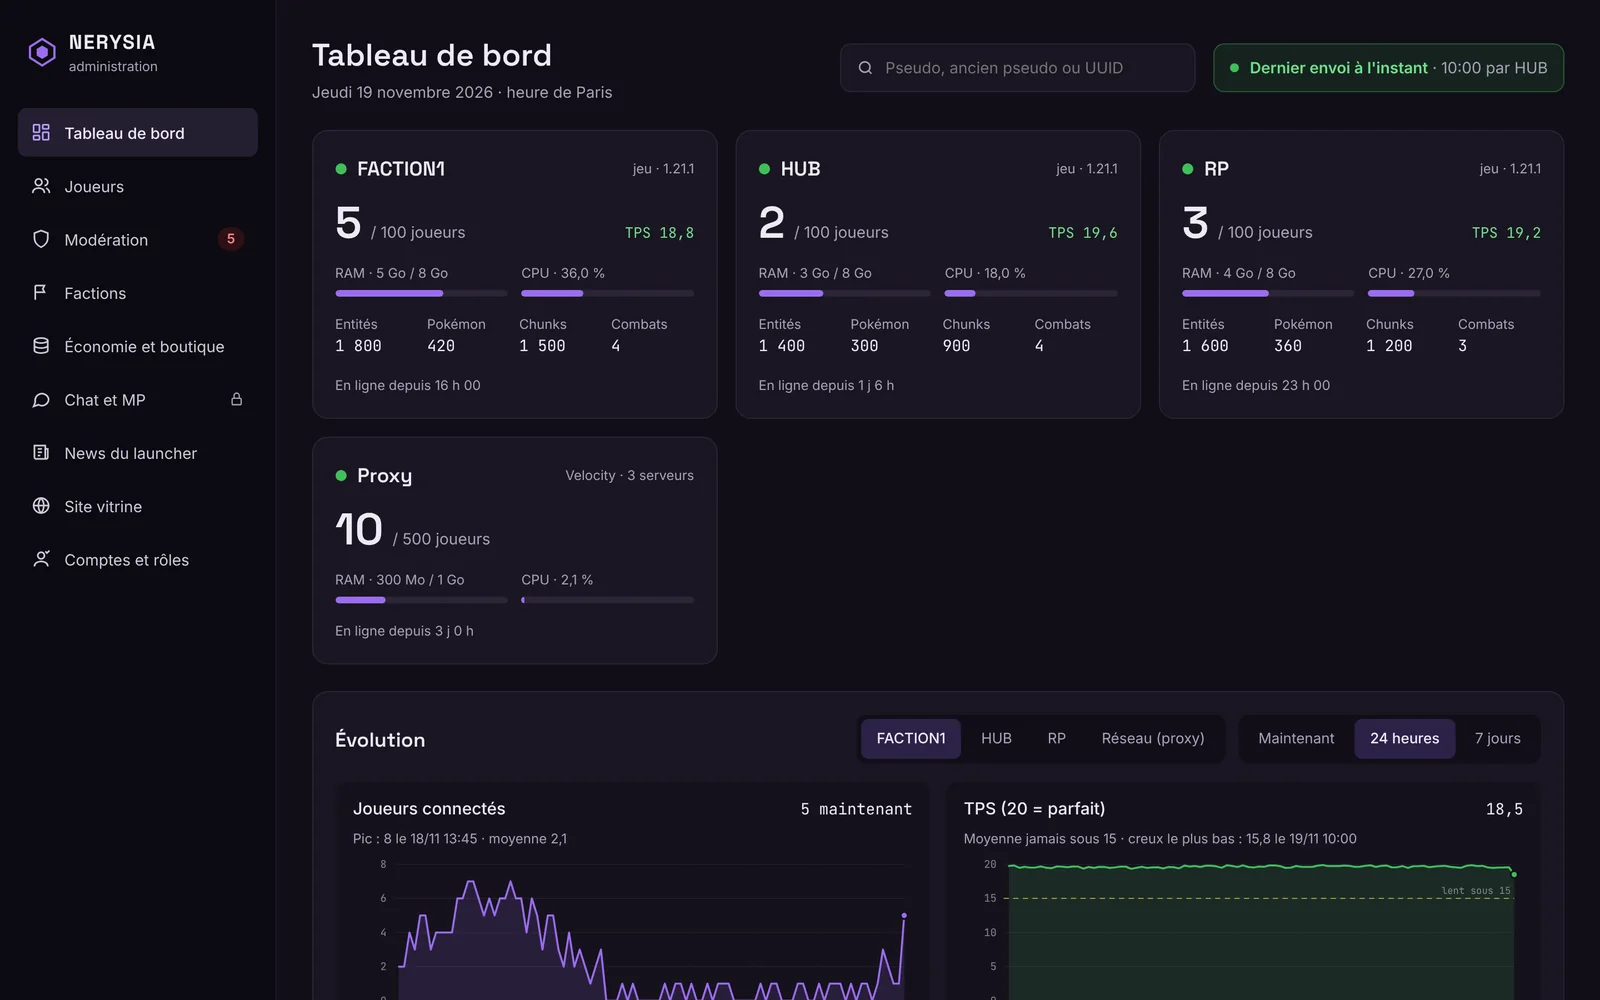 NERYSIA
administration
Tableau de bord
Joueurs
Modération 5
Factions
Économie et boutique
Chat et MP
News du launcher
Site vitrine
Comptes et rôles
Tableau de bord
Jeudi 19 novembre 2026 · heure de Paris
Pseudo, ancien pseudo ou UUID
Dernier envoi à l'instant · 10:00 par HUB
FACTION1 jeu · 1.21.1
5 / 100 joueurs TPS 18,8
RAM · 5 Go / 8 Go CPU · 36,0 %
Entités Pokémon Chunks Combats
1 800 420 1 500 4
En ligne depuis 16 h 00
HUB jeu · 1.21.1
2 / 100 joueurs TPS 19,6
RAM · 3 Go / 8 Go CPU · 18,0 %
Entités Pokémon Chunks Combats
1 400 300 900 4
En ligne depuis 1 j 6 h
RP jeu · 1.21.1
3 / 100 joueurs TPS 19,2
RAM · 4 Go / 8 Go CPU · 27,0 %
Entités Pokémon Chunks Combats
1 600 360 1 200 3
En ligne depuis 23 h 00
Proxy Velocity · 3 serveurs
10 / 500 joueurs
RAM · 300 Mo / 1 Go CPU · 2,1 %
En ligne depuis 3 j 0 h
Évolution
FACTION1 HUB RP Réseau (proxy)
Maintenant 24 heures 7 jours
Joueurs connectés 5 maintenant
Pic : 8 le 18/11 13:45 · moyenne 2,1
8
6
4
2
0
TPS (20 = parfait) 18,5
Moyenne jamais sous 15 · creux le plus bas : 15,8 le 19/11 10:00
20
lent sous 15
15
10
5
0